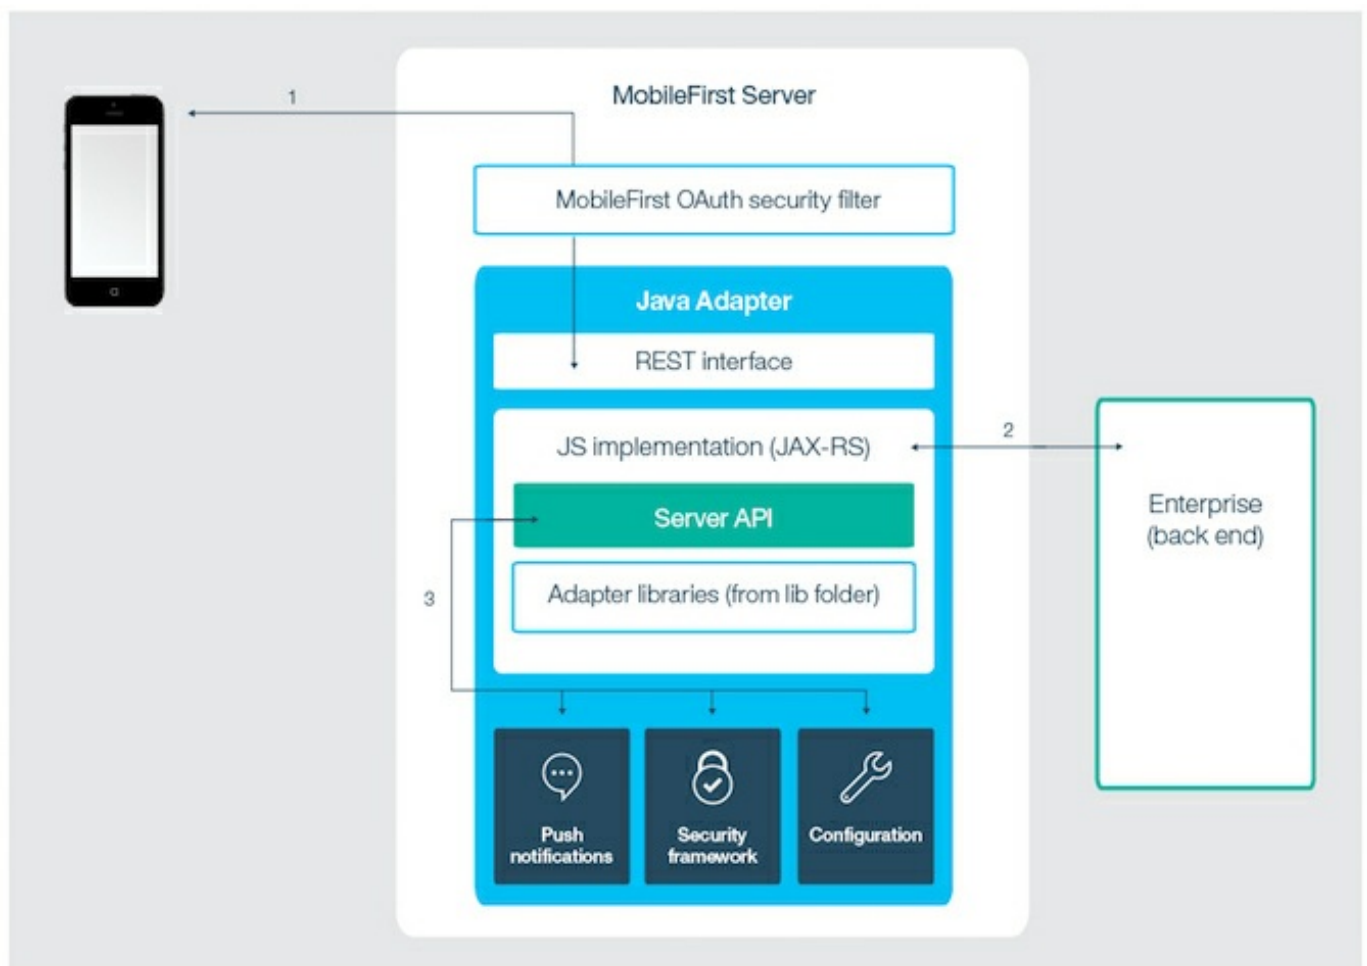 1
MobileFirst Server
MobileFirst OAuth security filter
Java Adapter
REST interface
JS implementation (JAX-RS)
2
Server API
Enterprise
(back end)
Adapter libraries (from lib folder)
3
Push
notifications
Security
framework
Configuration